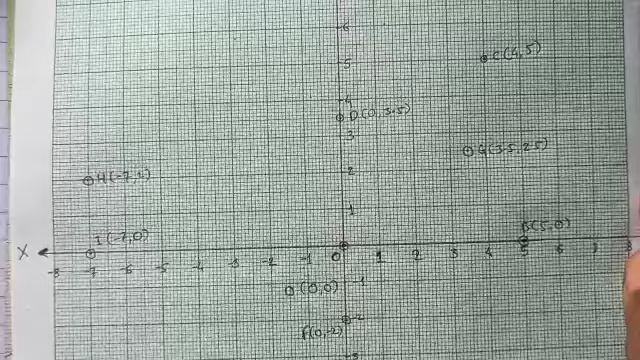 6
C(4,5)
5
4
D(0,3.5)
3
G(3.5,2.5)
2
H(-7,2)
1
I(-7,0)
B(5,0)
X
-8 -7 -6 -5 -4 -3 -2 -1 0 1 2 3 4 5 6 7 8
-1
O(0,0)
-2
F(0,-2)
-3